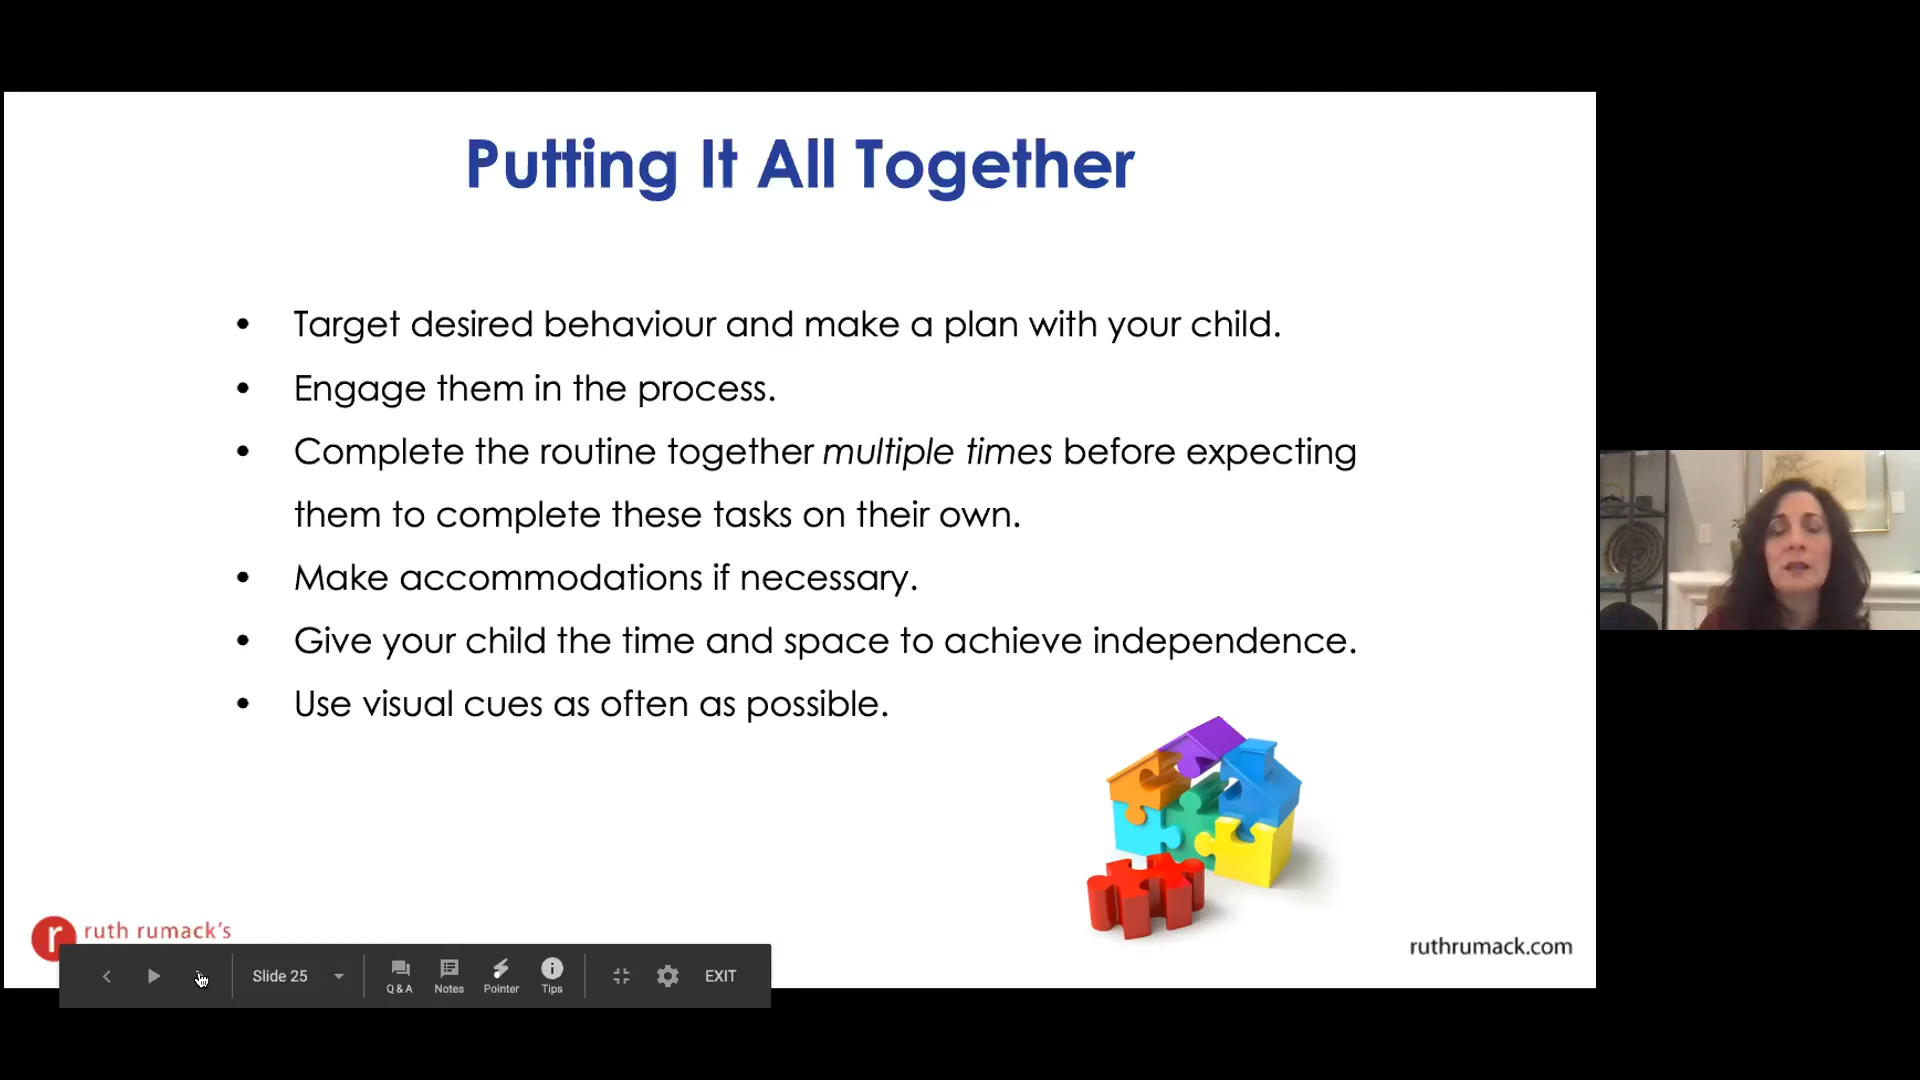 Putting It All Together
• Target desired behaviour and make a plan with your child.
• Engage them in the process.
• Complete the routine together multiple times before expecting
them to complete these tasks on their own.
• Make accommodations if necessary.
• Give your child the time and space to achieve independence.
• Use visual cues as often as possible.
r ruth rumack's
ruthrumack.com
Slide 25
Q & A
Notes
Pointer
Tips
EXIT